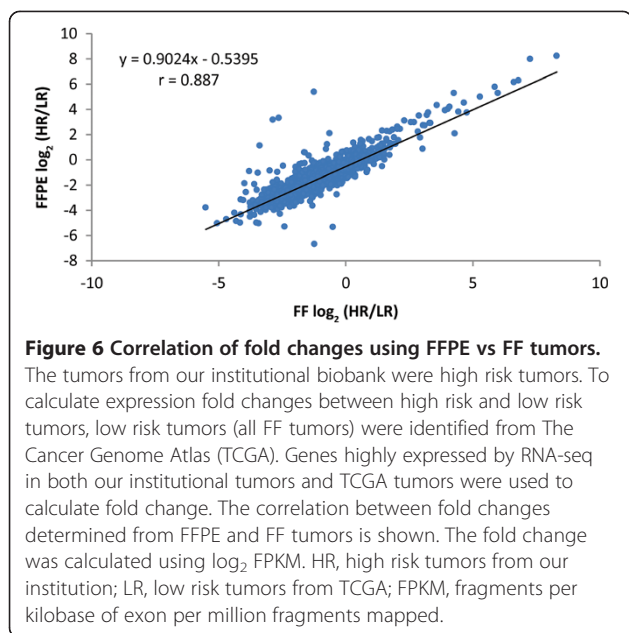 10
8
6
4
2
0
-2
-4
-6
-8
y = 0.9024x - 0.5395
r = 0.887
FFPE log₂ (HR/LR)
-10
-5
0
5
10
FF log₂ (HR/LR)
Figure 6 Correlation of fold changes using FFPE vs FF tumors.
The tumors from our institutional biobank were high risk tumors. To
calculate expression fold changes between high risk and low risk
tumors, low risk tumors (all FF tumors) were identified from The
Cancer Genome Atlas (TCGA). Genes highly expressed by RNA-seq
in both our institutional tumors and TCGA tumors were used to
calculate fold change. The correlation between fold changes
determined from FFPE and FF tumors is shown. The fold change
was calculated using log₂ FPKM. HR, high risk tumors from our
institution; LR, low risk tumors from TCGA; FPKM, fragments per
kilobase of exon per million fragments mapped.